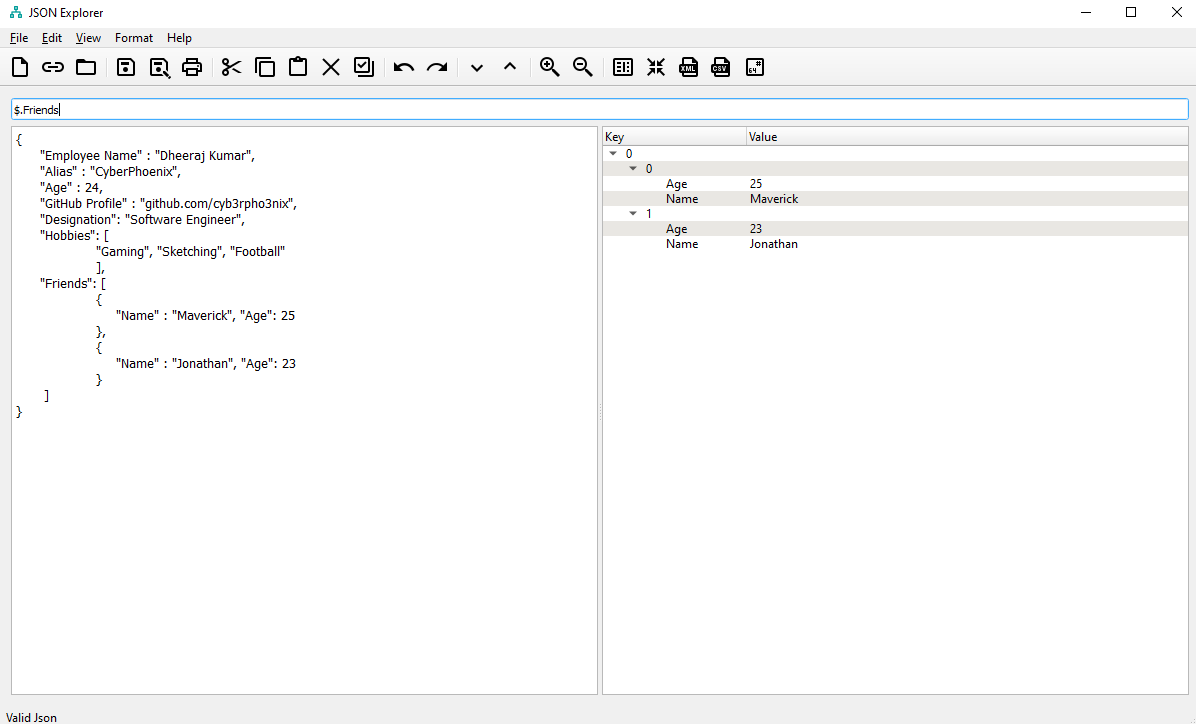 JSON Explorer
File Edit View Format Help
XML CSV 64#
$.Friends
{
"Employee Name" : "Dheeraj Kumar",
"Alias" : "CyberPhoenix",
"Age" : 24,
"GitHub Profile" : "github.com/cyb3rpho3nix",
"Designation": "Software Engineer",
"Hobbies": [
"Gaming", "Sketching", "Football"
],
"Friends": [
{
"Name" : "Maverick", "Age": 25
},
{
"Name" : "Jonathan", "Age": 23
}
]
}
Key Value
0
0
Age 25
Name Maverick
1
Age 23
Name Jonathan
Valid Json